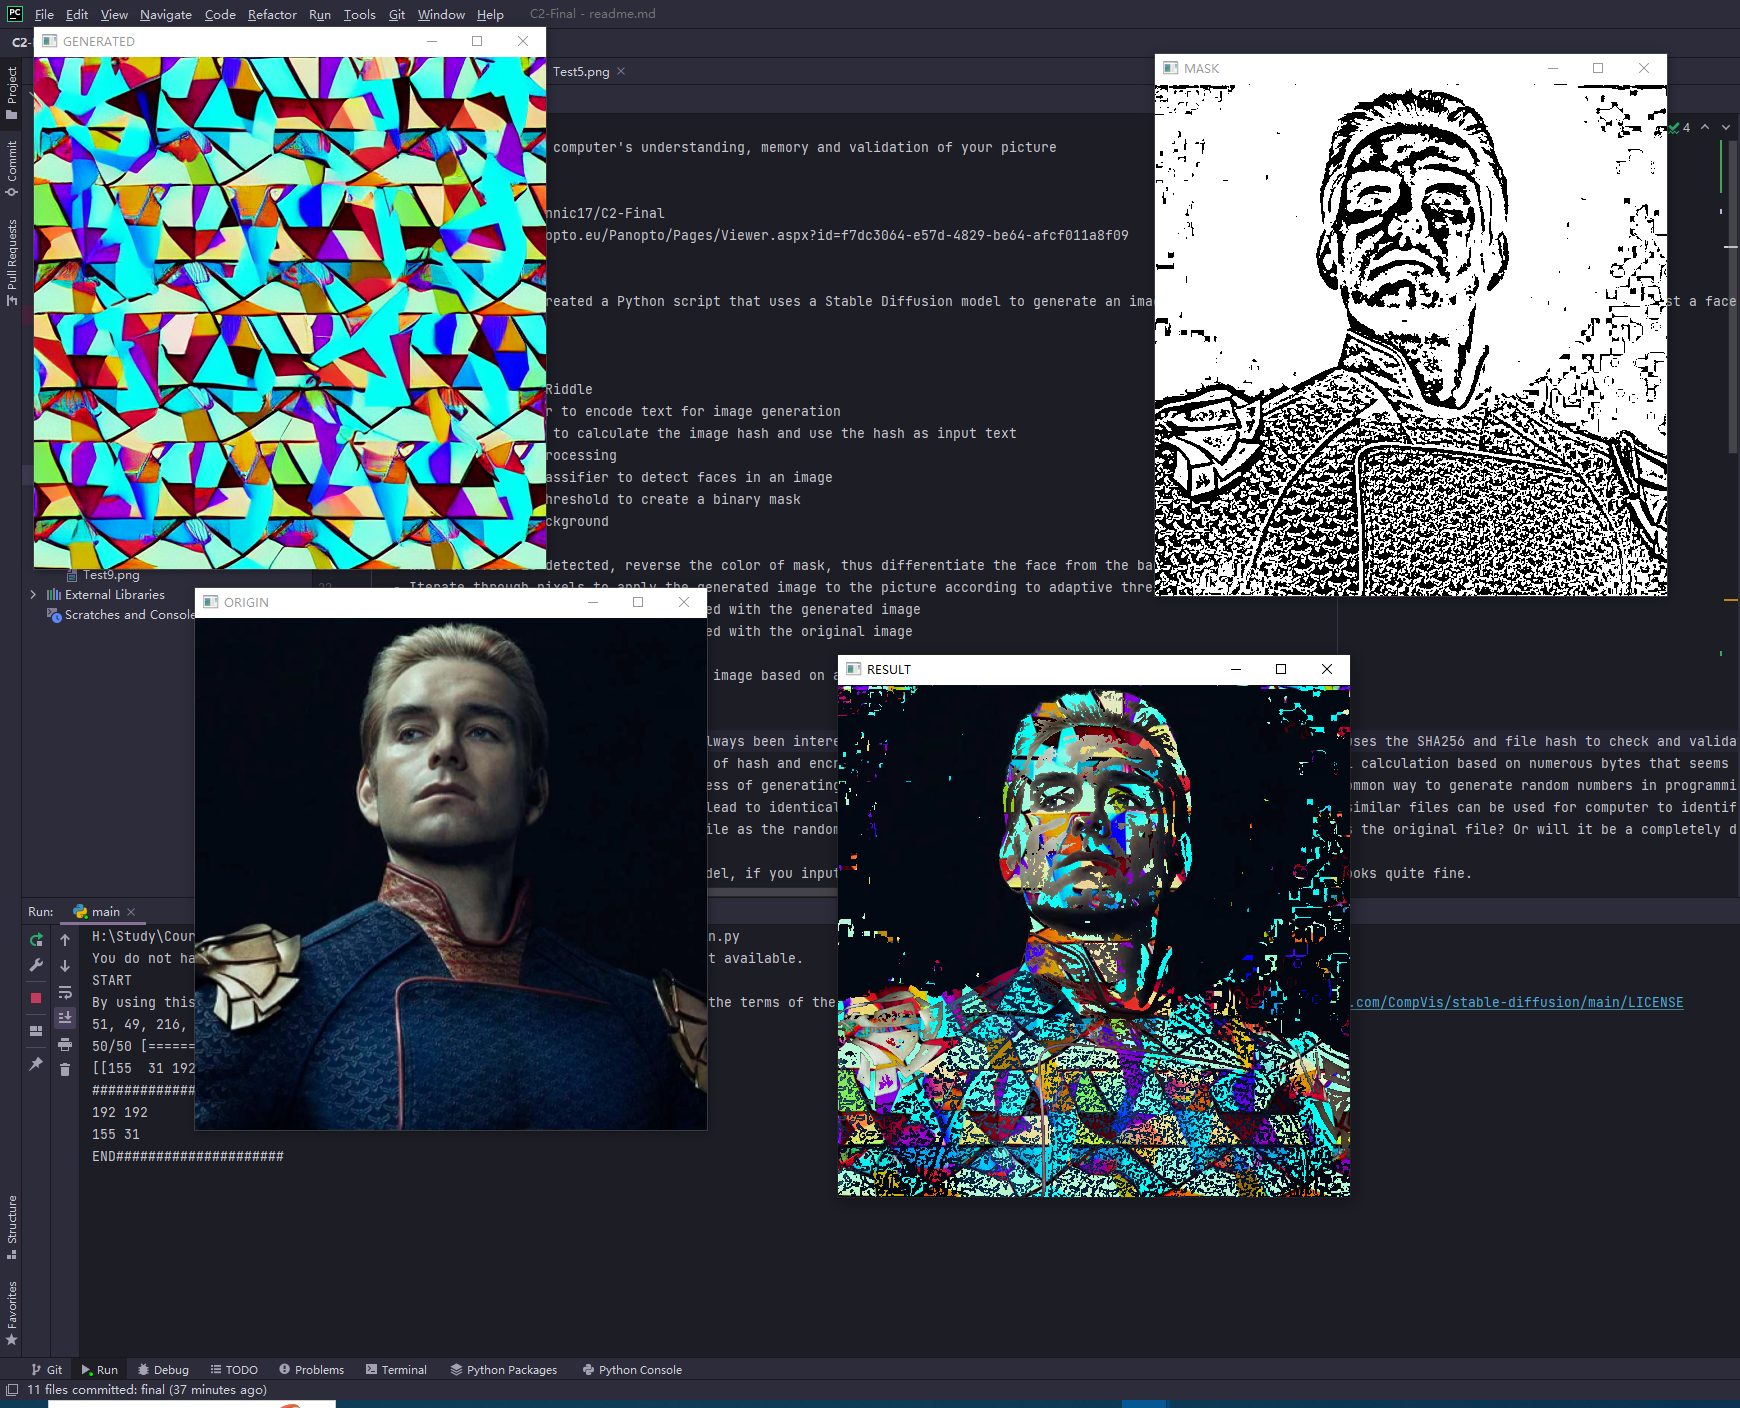 File Edit View Navigate Code Refactor Run Tools Git Window Help C2-Final - readme.md
C2-
GENERATED
Test5.png
MASK
Project
Commit
Pull Requests
4
computer's understanding, memory and validation of your picture
nnic17/C2-Final
opto.eu/Panopto/Pages/Viewer.aspx?id=f7dc3064-e57d-4829-be64-afcf011a8f09
reated a Python script that uses a Stable Diffusion model to generate an ima
st a face
Riddle
r to encode text for image generation
to calculate the image hash and use the hash as input text
rocessing
assifier to detect faces in an image
hreshold to create a binary mask
ckground
detected, reverse the color of mask, thus differentiate the face from the ba
Test9.png
Iterate through pixels to apply the generated image to the picture according to adaptive thre
External Libraries
ORIGIN
ed with the generated image
Scratches and Console
ed with the original image
RESULT
image based on a
lways been intere
uses the SHA256 and file hash to check and valida
of hash and encr
calculation based on numerous bytes that seems
ess of generating
ommon way to generate random numbers in programmi
lead to identical
similar files can be used for computer to identif
ile as the random
s the original file? Or will it be a completely d
del, if you input
ooks quite fine.
Run: main
H:\Study\Cour
n.py
You do not ha
t available.
START
By using this
the terms of the
.com/CompVis/stable-diffusion/main/LICENSE
51, 49, 216,
50/50 [======
[[155 31 192
#############
192 192
155 31
END#####################
Structure
Favorites
Git Run Debug TODO Problems Terminal Python Packages Python Console
11 files committed: final (37 minutes ago)